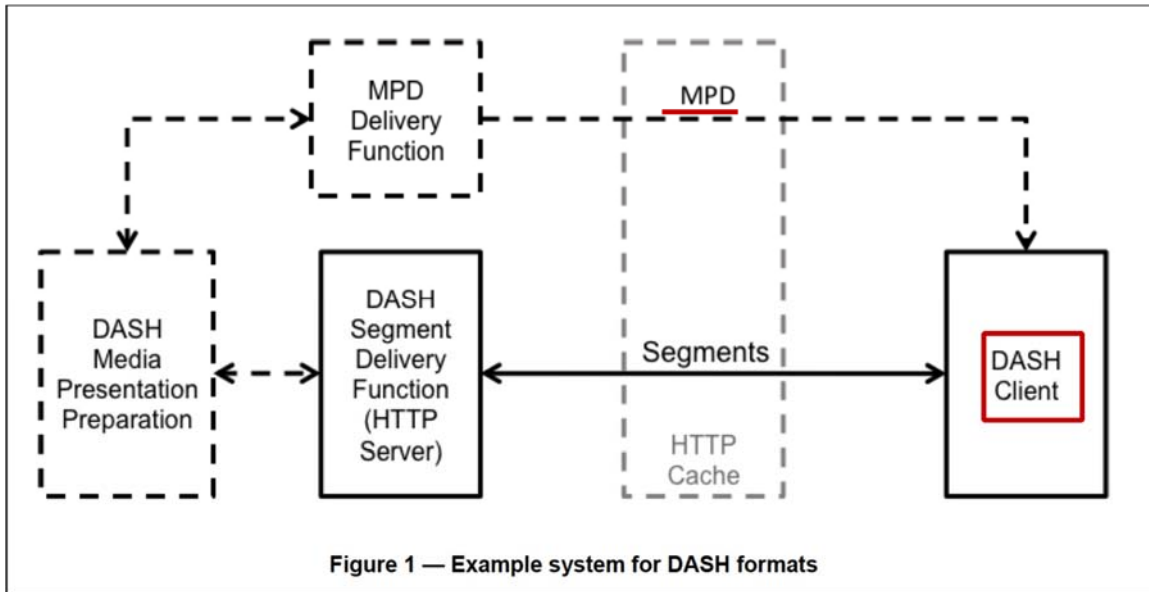 MPD
Delivery
Function
MPD
DASH
Media
Presentation
Preparation
DASH
Segment
Delivery
Function
(HTTP
Server)
Segments
HTTP
Cache
DASH
Client
Figure 1 — Example system for DASH formats